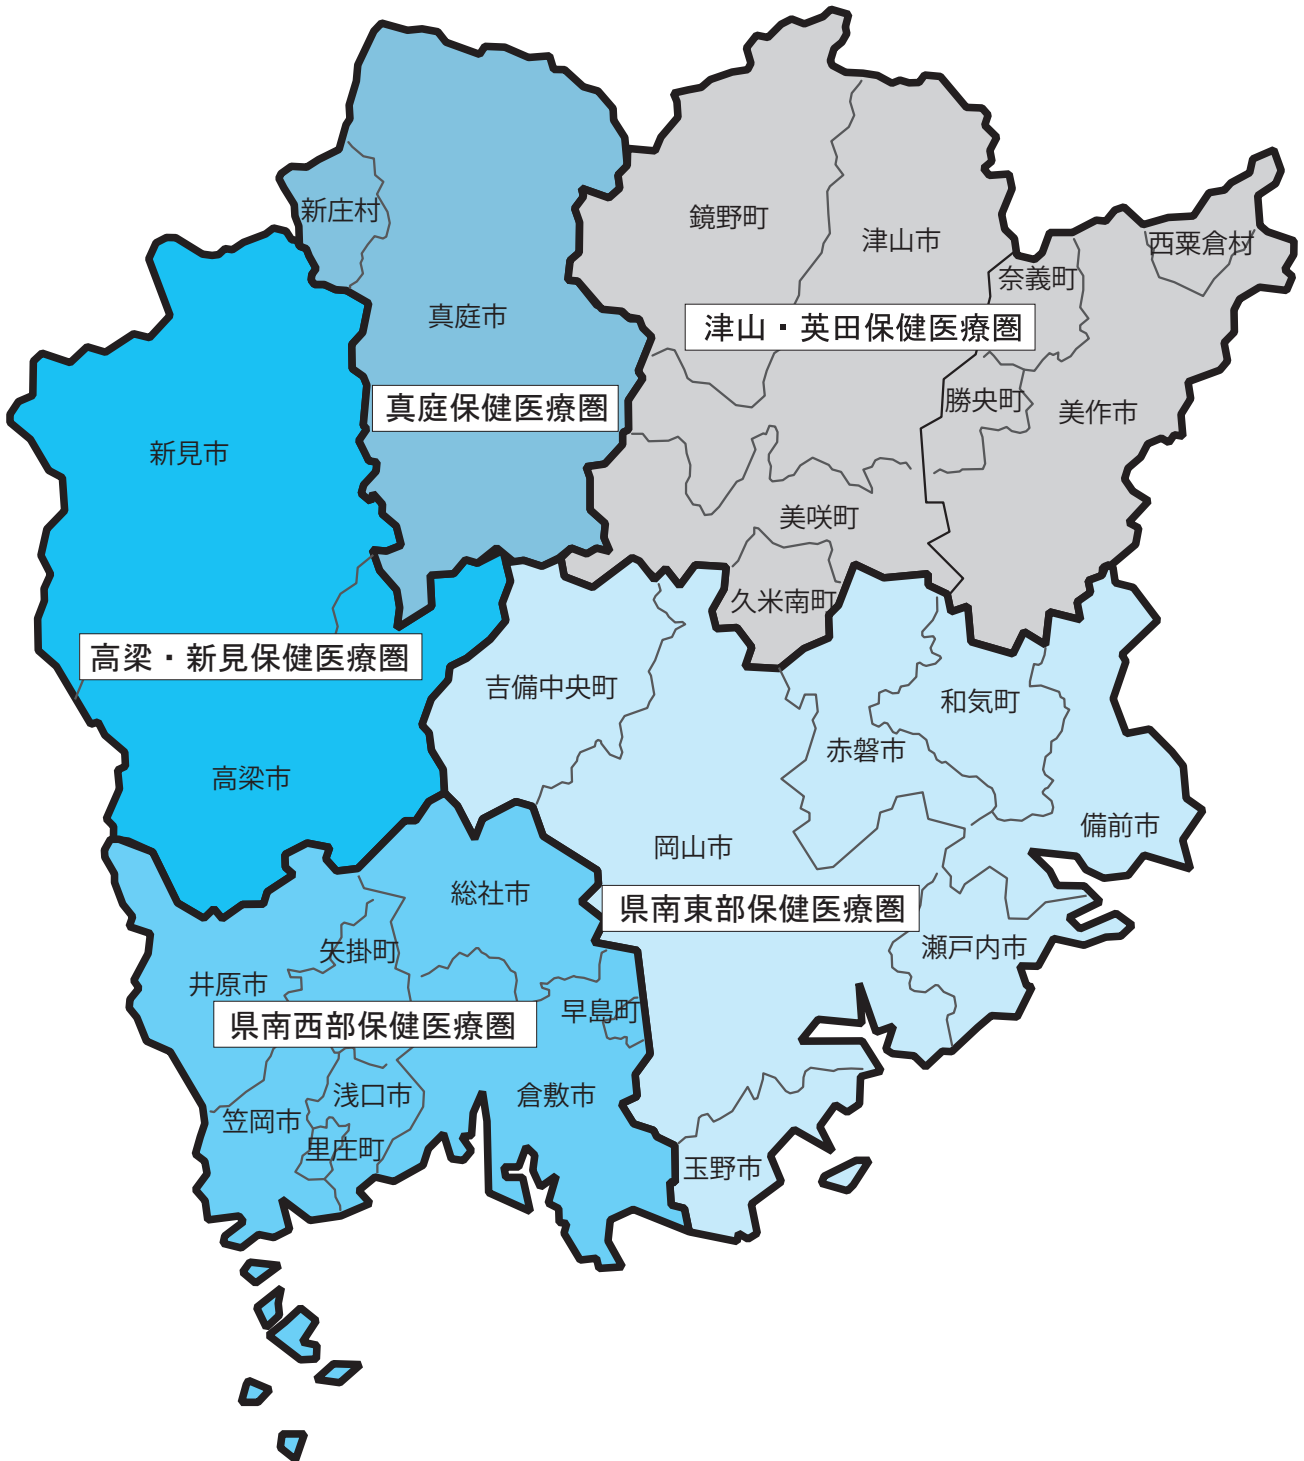 新庄村
鏡野町
津山市
西粟倉材
奈義町
真庭市
津山・英田保健医療圏
勝央町
美作市
真庭保健医療圏
新見市
美咲町
久米南町
高梁・新見保健医療圏
吉備中央町
和気町
赤磐市
高梁市
備前市
岡山市
総社市
県南東部保健医療圏
矢掛町
瀬戸内市
井原市
早島町
県南西部保健医療圏
浅口市
倉敷市
笠岡市
里庄町
玉野市